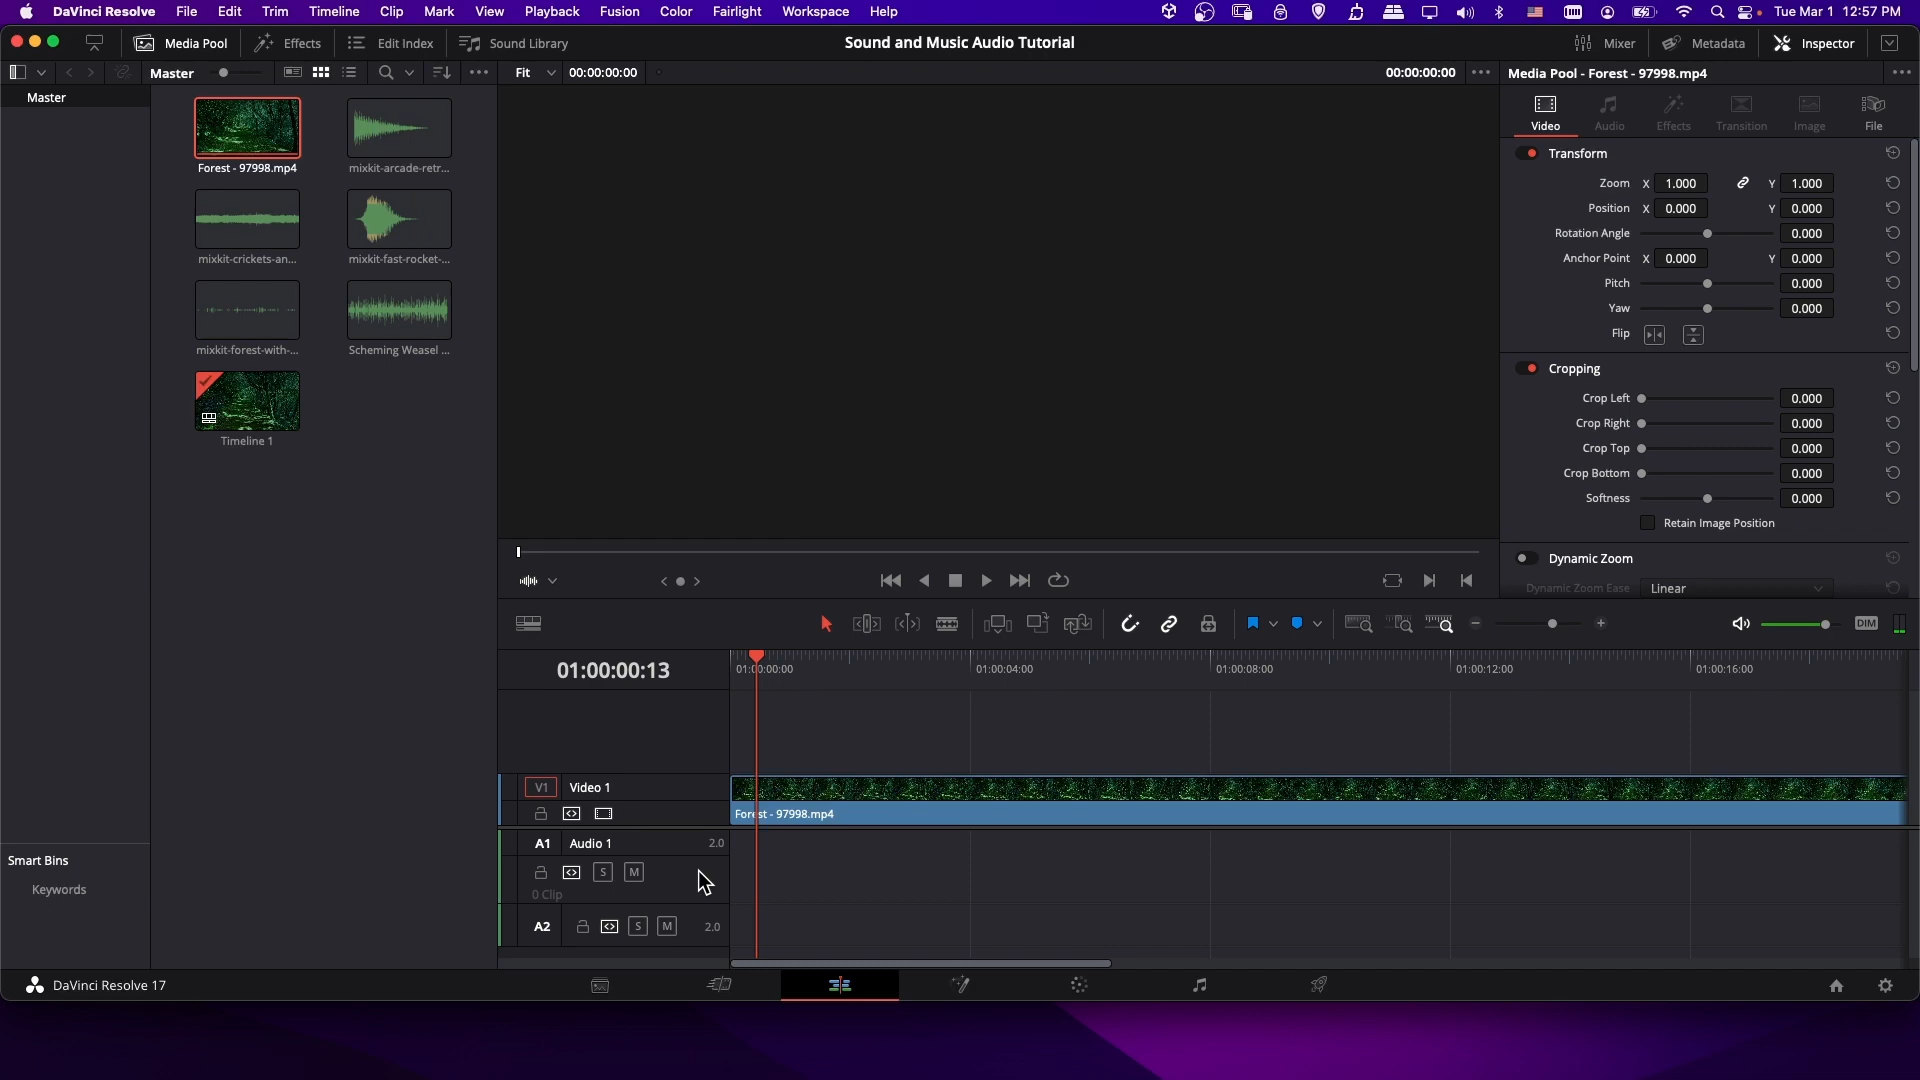 DaVinci Resolve File Edit Trim Timeline Clip Mark View Playback Fusion Color Fairlight Workspace Help Tue Mar 1 12:57 PM
Media Pool Effects Edit Index Sound Library Sound and Music Audio Tutorial Mixer Metadata Inspector
Master Fit 00:00:00:00 00:00:00:00 Media Pool - Forest - 97998.mp4
Master
Video Audio Effects Transition Image File
Forest - 97998.mp4 mixkit-arcade-retr...
mixkit-crickets-an... mixkit-fast-rocket-...
mixkit-forest-with-... Scheming Weasel ...
Timeline 1
Transform
Zoom X 1.000 Y 1.000
Position X 0.000 Y 0.000
Rotation Angle 0.000
Anchor Point X 0.000 Y 0.000
Pitch 0.000
Yaw 0.000
Flip
Cropping
Crop Left 0.000
Crop Right 0.000
Crop Top 0.000
Crop Bottom 0.000
Softness 0.000
Retain Image Position
Dynamic Zoom
Dynamic Zoom Ease Linear
DIM
01:00:00:13 01:00:00:00 01:00:04:00 01:00:08:00 01:00:12:00 01:00:16:00
V1 Video 1
Forest - 97998.mp4
A1 Audio 1 2.0
S M
0 Clip
A2 S M 2.0
Smart Bins
Keywords
DaVinci Resolve 17